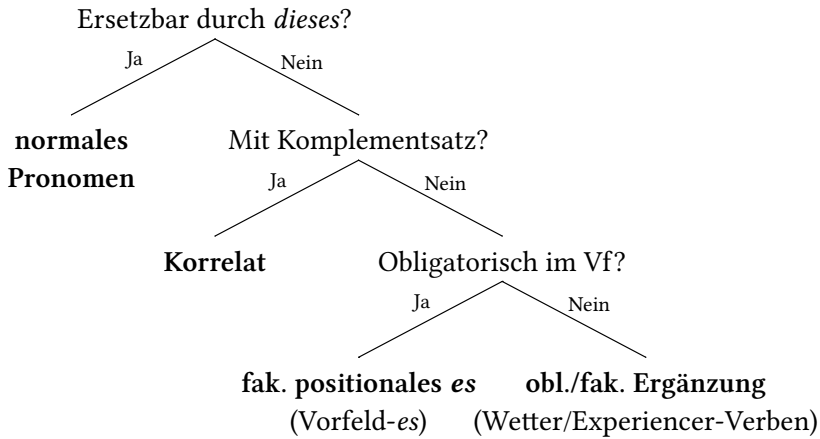 Ersetzbar durch dieses?
Ja
Nein
normales
Pronomen
Mit Komplementsatz?
Ja
Nein
Korrelat
Obligatorisch im Vf?
Ja
Nein
fak. positionales es
(Vorfeld-es)
obl./fak. Ergänzung
(Wetter/Experiencer-Verben)